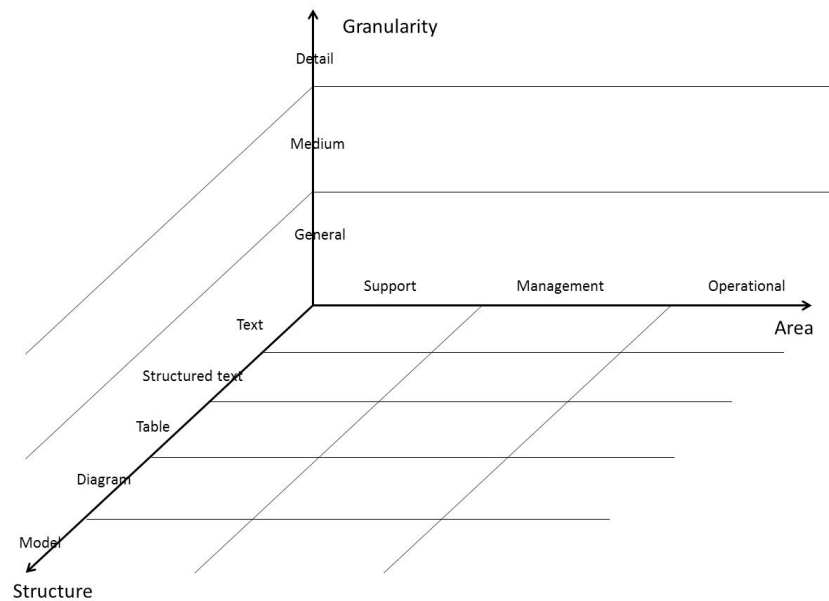 Granularity
Detail
Medium
General
Support Management Operational
Area
Text
Structured text
Table
Diagram
Model
Structure